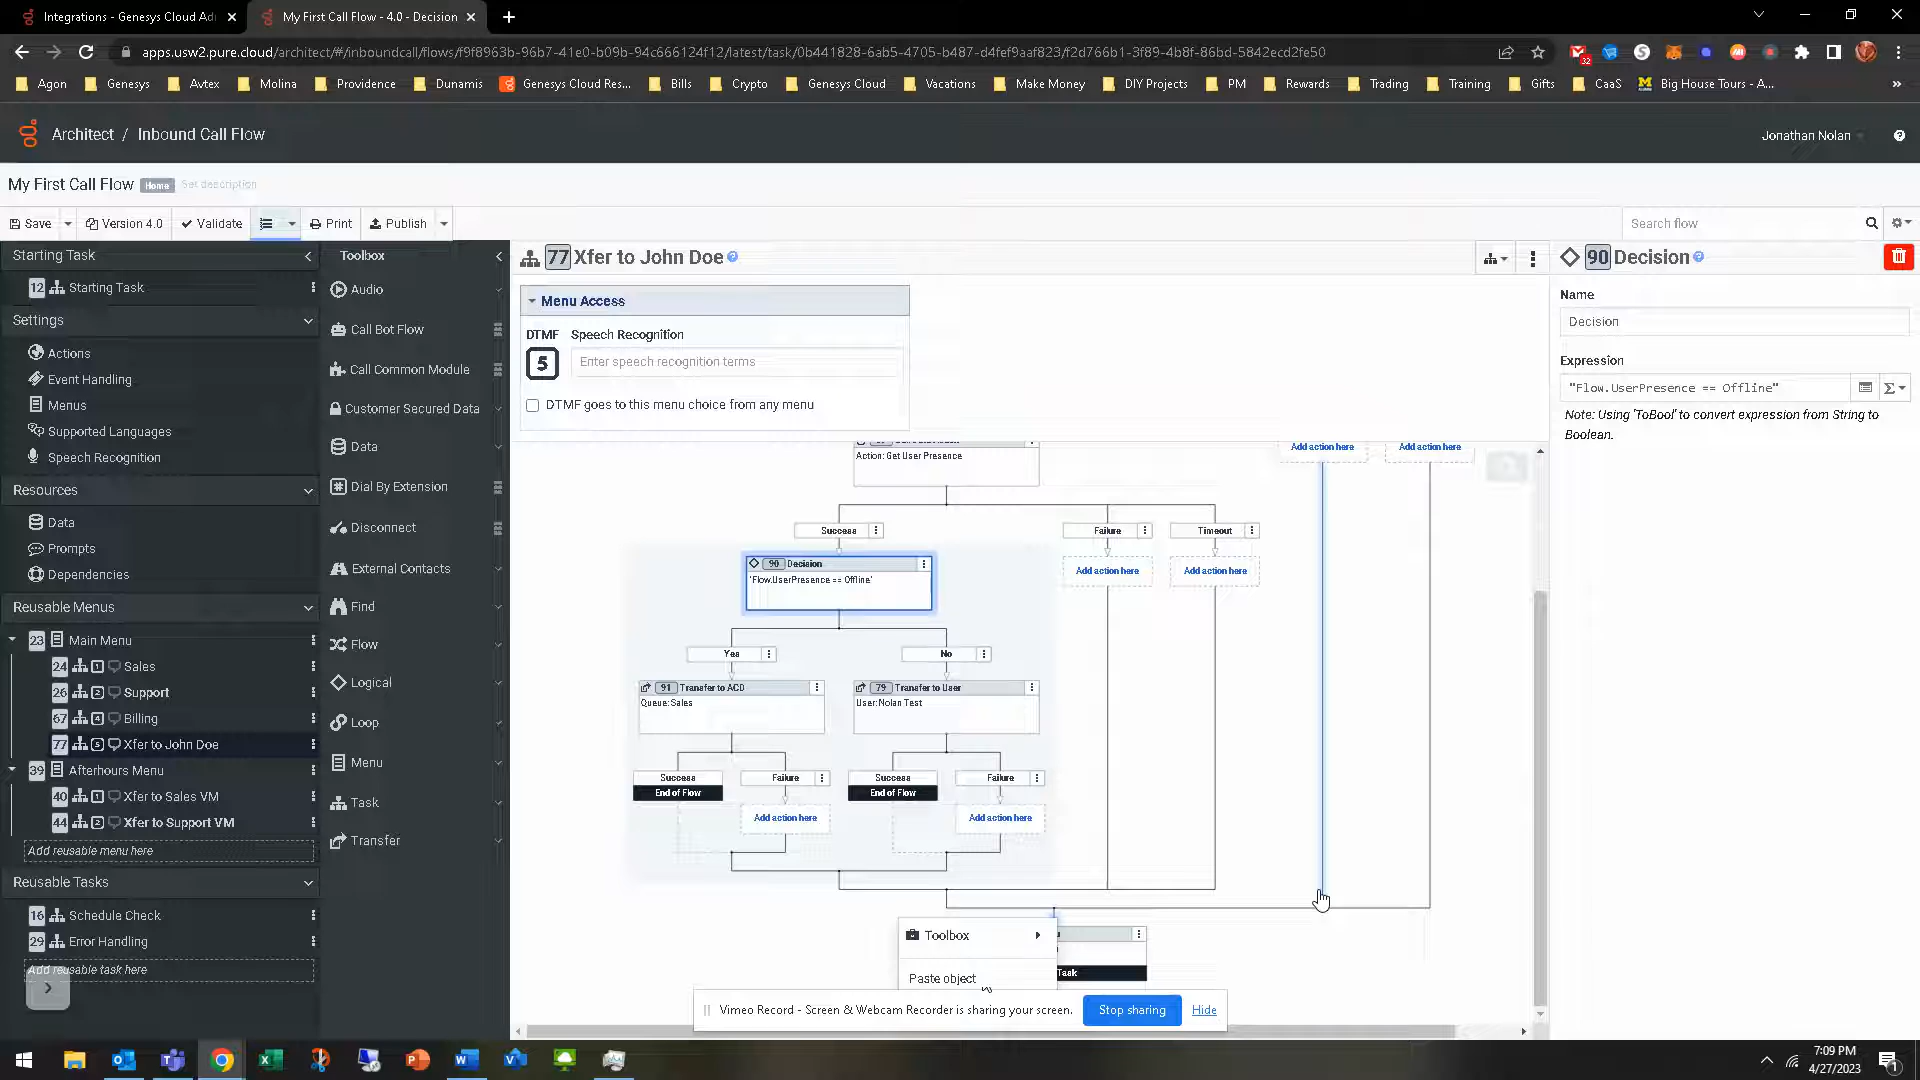 Integrations - Genesys Cloud Ad
My First Call Flow - 4.0 - Decision
apps.usw2.pure.cloud/architect/#/inboundcall/flows/f9f8963b-96b7-41e0-b09b-94c666124f12/latest/task/0b441828-6ab5-4705-b487-d4fef9aaf823/f2d766b1-3f89-4b8f-86bd-5842ecd2fe50
32
Agon Genesys Avtex Molina Providence Dunamis Genesys Cloud Res... Bills Crypto Genesys Cloud Vacations Make Money DIY Projects PM Rewards Trading Training Gifts CaaS Big House Tours - A...
Architect / Inbound Call Flow
Jonathan Nolan
My First Call Flow Home Set description
Save Version 4.0 Validate Print Publish
Search flow
Starting Task
12 Starting Task
Settings
Actions
Event Handling
Menus
Supported Languages
Speech Recognition
Resources
Data
Prompts
Dependencies
Reusable Menus
23 Main Menu
24 1 Sales
26 2 Support
67 4 Billing
77 5 Xfer to John Doe
39 Afterhours Menu
40 1 Xfer to Sales VM
44 2 Xfer to Support VM
Add reusable menu here
Reusable Tasks
16 Schedule Check
29 Error Handling
Add reusable task here
Toolbox
Audio
Call Bot Flow
Call Common Module
Customer Secured Data
Data
Dial By Extension
Disconnect
External Contacts
Find
Flow
Logical
Loop
Menu
Task
Transfer
77 Xfer to John Doe
Menu Access
DTMF Speech Recognition
5 Enter speech recognition terms
DTMF goes to this menu choice from any menu
Action: Get User Presence
Add action here Add action here
Success Failure Timeout
90 Decision
"Flow.UserPresence == Offline"
Add action here Add action here
Yes No
91 Transfer to ACD
Queue: Sales
79 Transfer to User
User: Nolan Test
Success Failure Success Failure
End of Flow End of Flow
Add action here Add action here
Toolbox
Task
Paste object
Vimeo Record - Screen & Webcam Recorder is sharing your screen. Stop sharing Hide
90 Decision
Name
Decision
Expression
"Flow.UserPresence == Offline"
Note: Using 'ToBool' to convert expression from String to
Boolean.
7:09 PM
4/27/2023
1